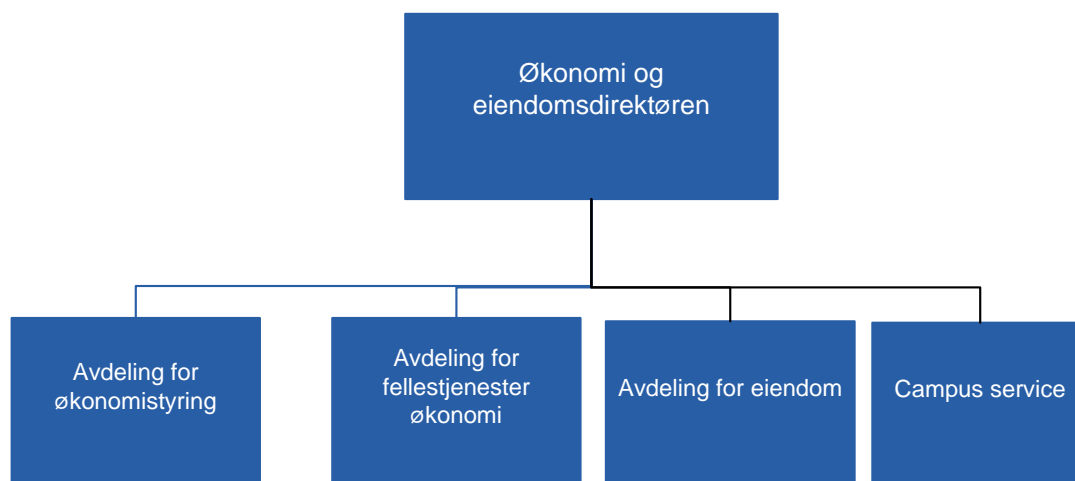 Økonomi og
eiendomsdirektøren
Avdeling for
økonomistyring
Avdeling for
fellestjenester
økonomi
Avdeling for eiendom
Campus service